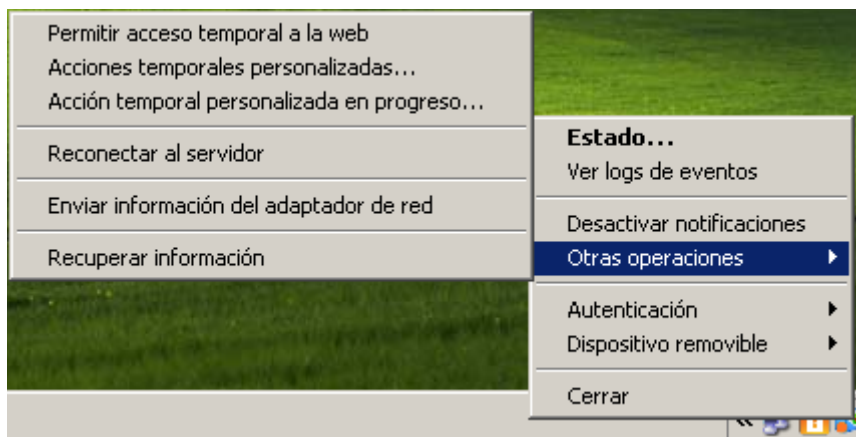 Permitir acceso temporal a la web
Acciones temporales personalizadas...
Acción temporal personalizada en progreso...
Reconectar al servidor
Enviar información del adaptador de red
Recuperar información
Estado...
Ver logs de eventos
Desactivar notificaciones
Otras operaciones
Autenticación
Dispositivo removible
Cerrar